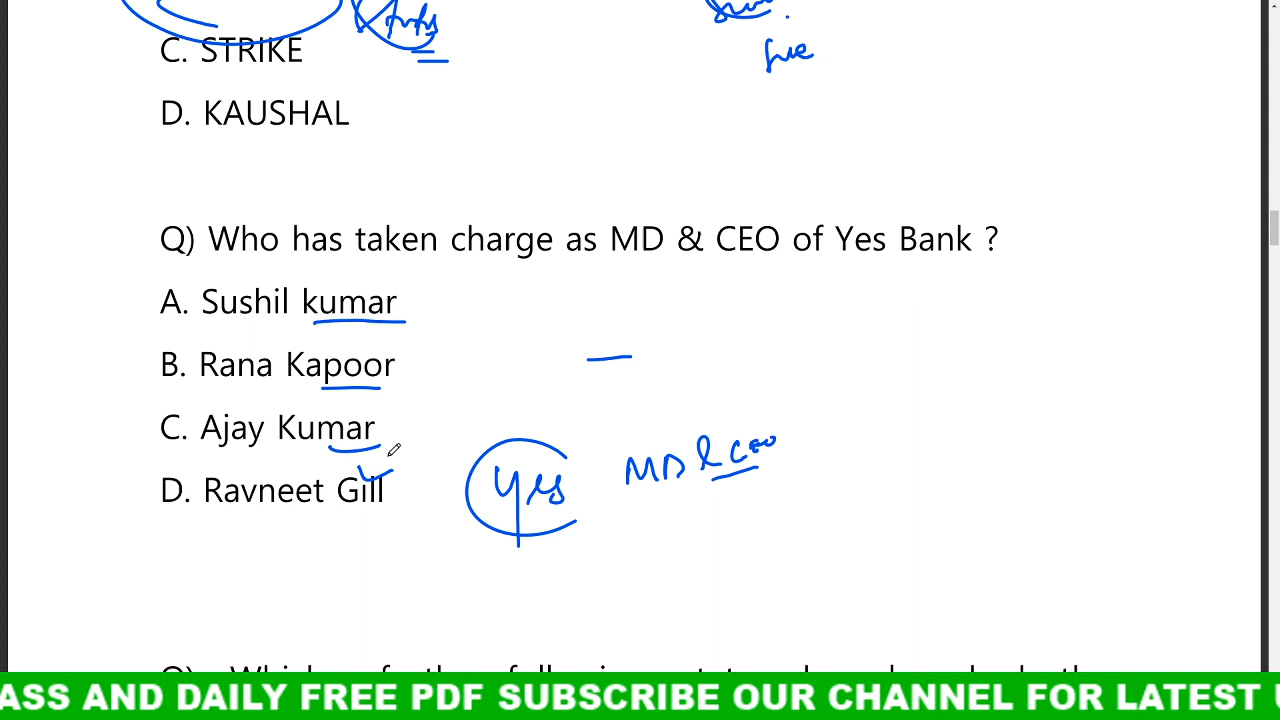 C. STRIKE
D. KAUSHAL
Q) Who has taken charge as MD & CEO of Yes Bank ?
A. Sushil kumar
B. Rana Kapoor
C. Ajay Kumar
D. Ravneet Gill
Yes MD & CEO
ASS AND DAILY FREE PDF SUBSCRIBE OUR CHANNEL FOR LATEST